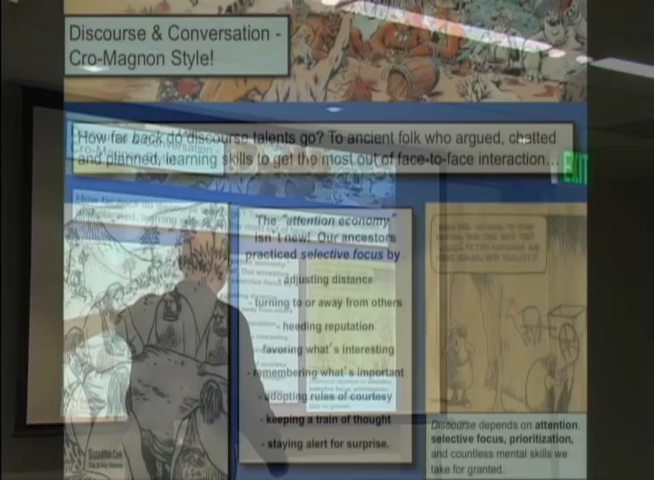 Discourse & Conversation -
Cro-Magnon Style!
How far back do discourse talents go? To ancient folk who argued, chatted
and planned, learning skills to get the most out of face-to-face interaction...
EXIT
The "attention economy"
isn't new! Our ancestors
practiced selective focus by
- adjusting distance
- turning to or away from others
- heeding reputation
- favoring what's interesting
- remembering what's important
- adopting rules of courtesy
- keeping a train of thought
- staying alert for surprise.
Discourse depends on attention,
selective focus, prioritization,
and countless mental skills we
take for granted.